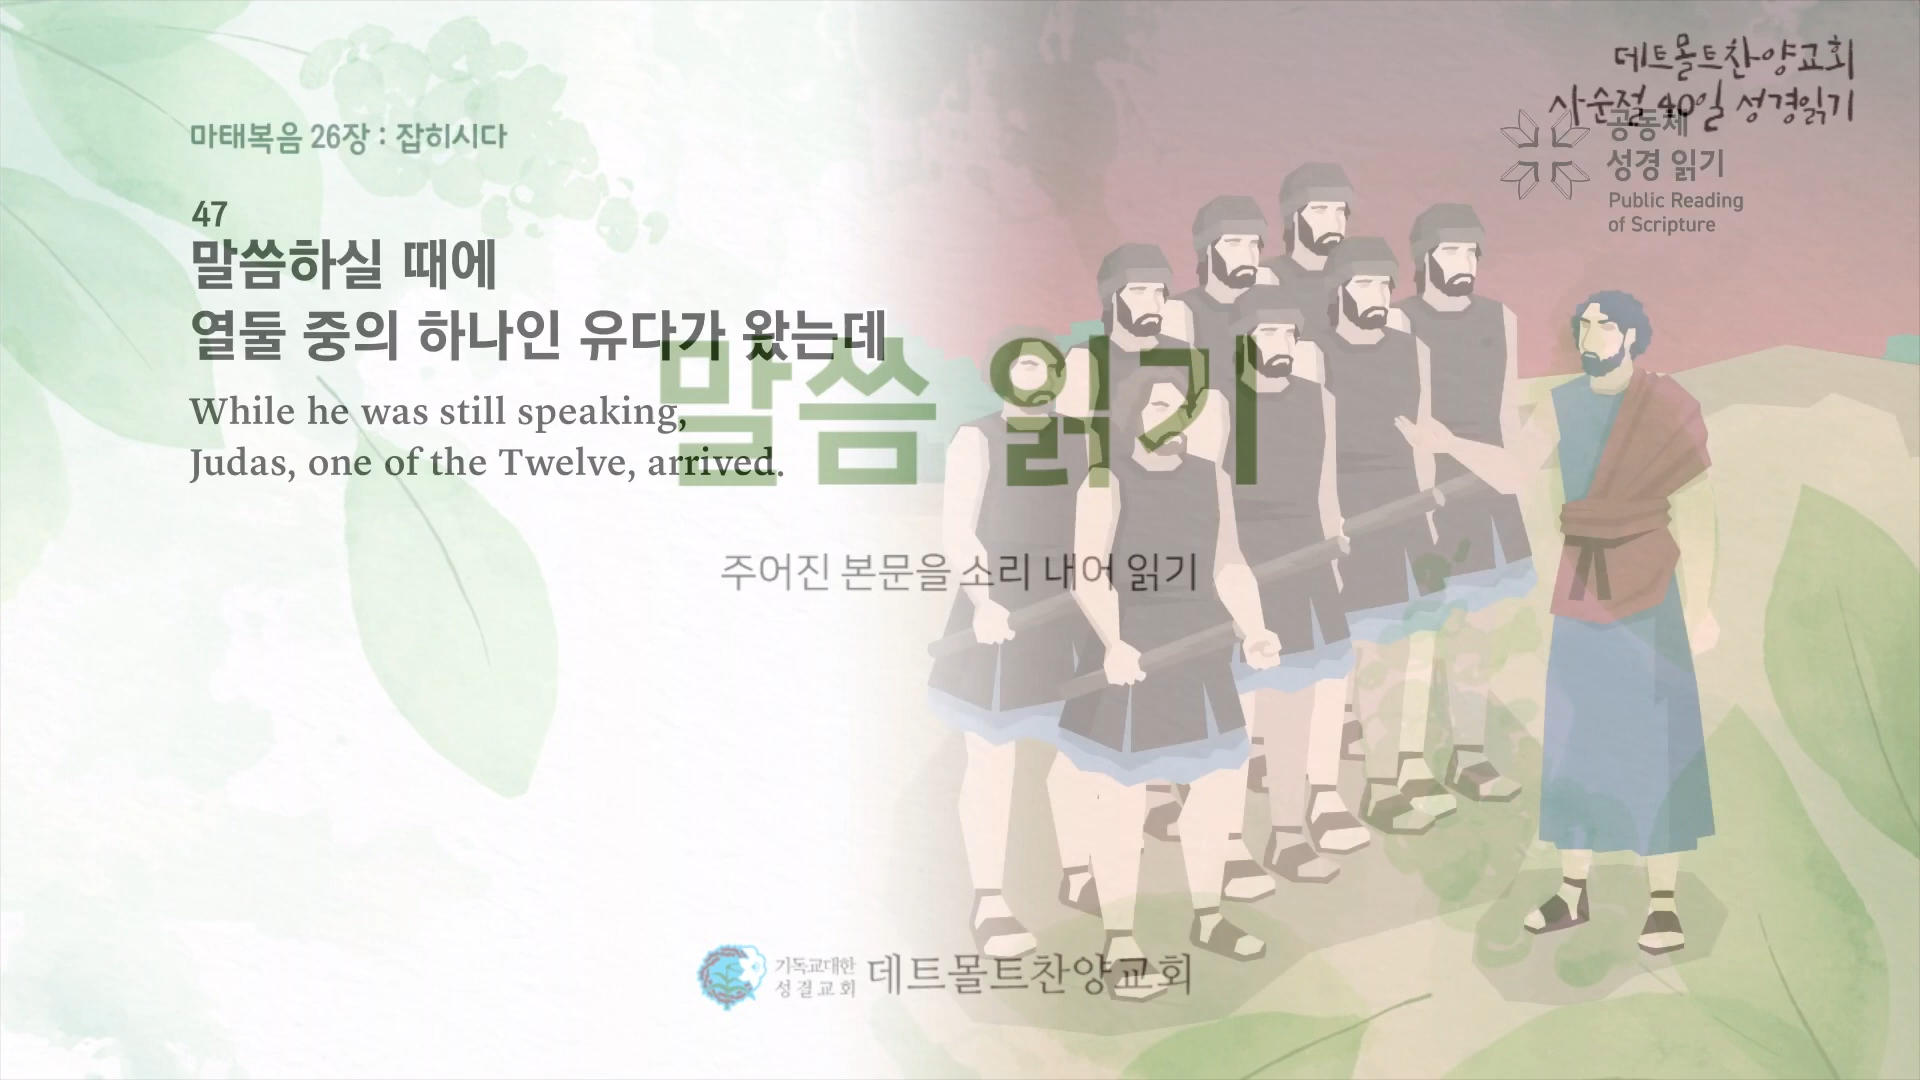 데트몰트찬양교회
사순절 40일 성경읽기
공동체
성경 읽기
Public Reading
of Scripture
마태복음 26장 : 잡히시다
47
말씀하실 때에
열둘 중의 하나인 유다가 왔는데
While he was still speaking,
Judas, one of the Twelve, arrived.
말씀 읽기
주어진 본문을 소리 내어 읽기
기독교대한
성결교회
데트몰트찬양교회